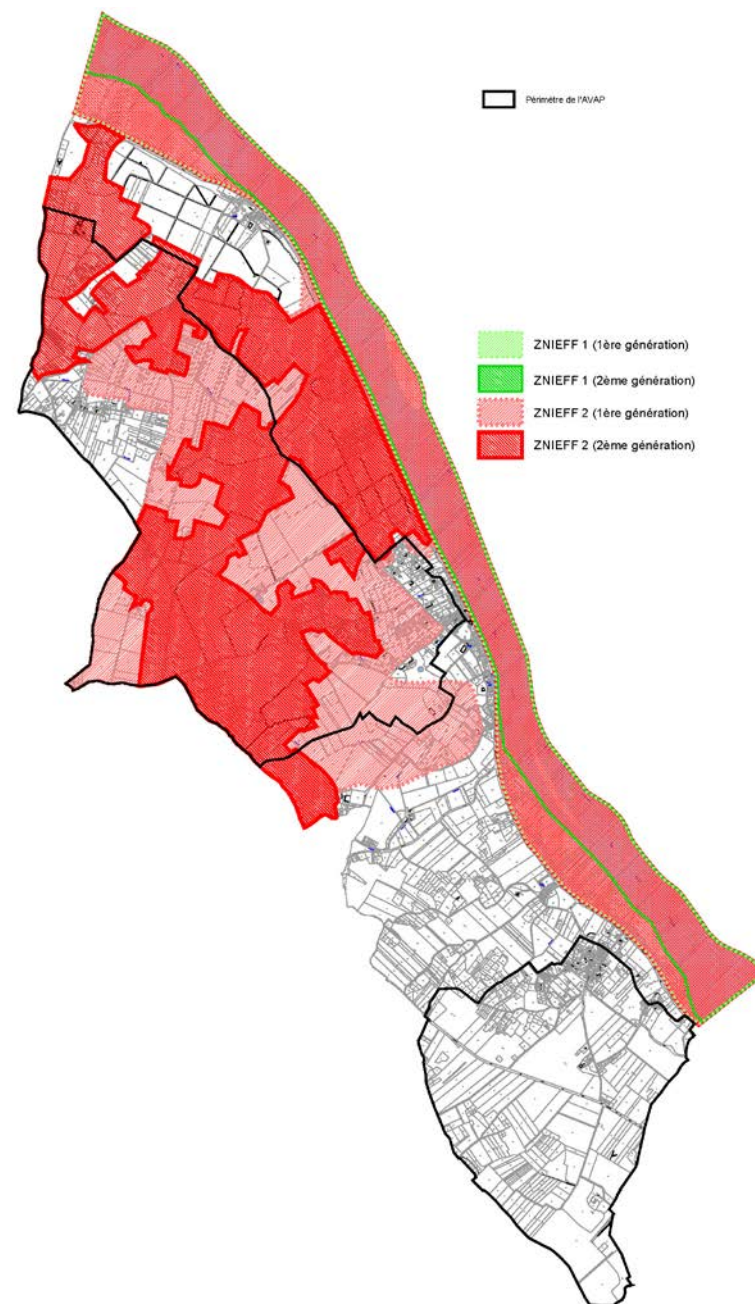 Périmètre de l'AVAP
ZNIEFF 1 (1ère génération)
ZNIEFF 1 (2ème génération)
ZNIEFF 2 (1ère génération)
ZNIEFF 2 (2ème génération)